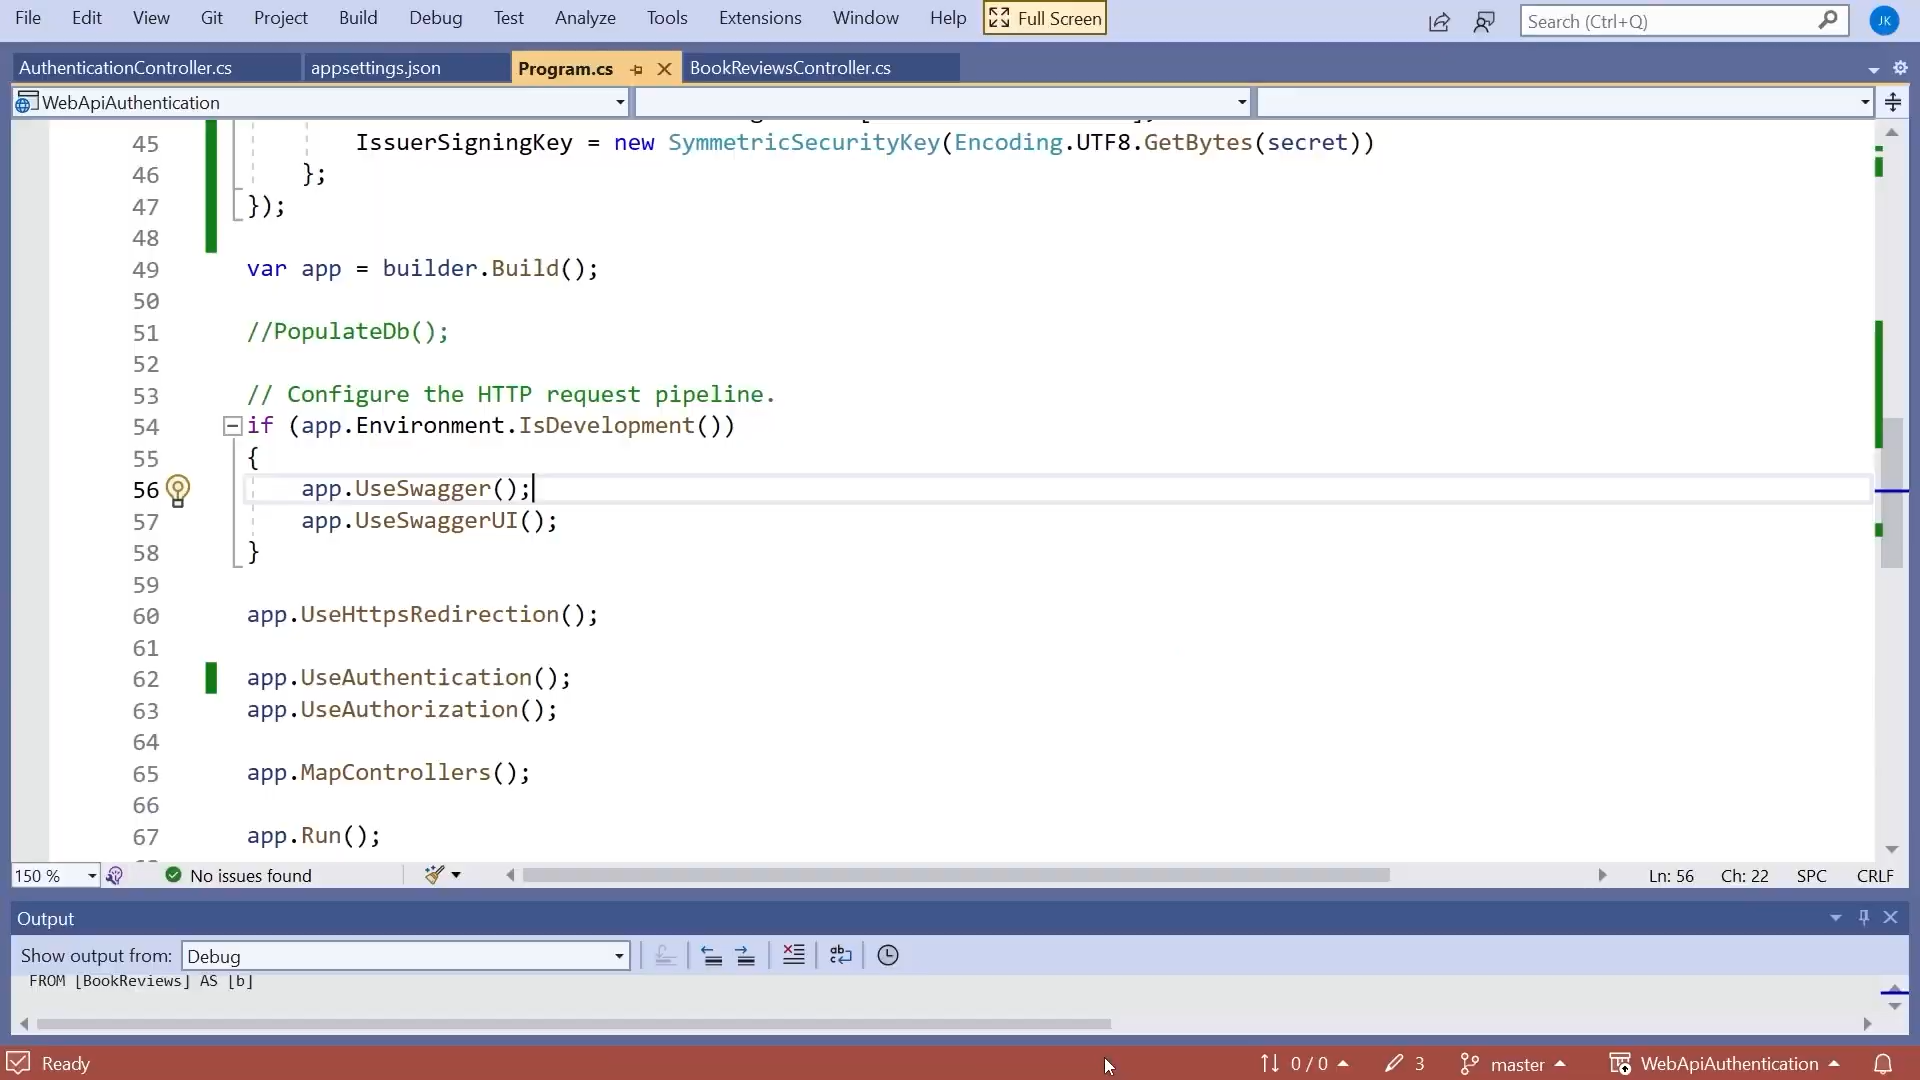 File Edit View Git Project Build Debug Test Analyze Tools Extensions Window Help Full Screen Search (Ctrl+Q) JK
AuthenticationController.cs appsettings.json Program.cs BookReviewsController.cs
WebApiAuthentication
45 IssuerSigningKey = new SymmetricSecurityKey(Encoding.UTF8.GetBytes(secret))
46 };
47 });
48
49 var app = builder.Build();
50
51 //PopulateDb();
52
53 // Configure the HTTP request pipeline.
54 if (app.Environment.IsDevelopment())
55 {
56 app.UseSwagger();
57 app.UseSwaggerUI();
58 }
59
60 app.UseHttpsRedirection();
61
62 app.UseAuthentication();
63 app.UseAuthorization();
64
65 app.MapControllers();
66
67 app.Run();
150 % No issues found Ln: 56 Ch: 22 SPC CRLF
Output
Show output from: Debug
FROM [BookReviews] AS [b]
Ready 0 / 0 3 master WebApiAuthentication